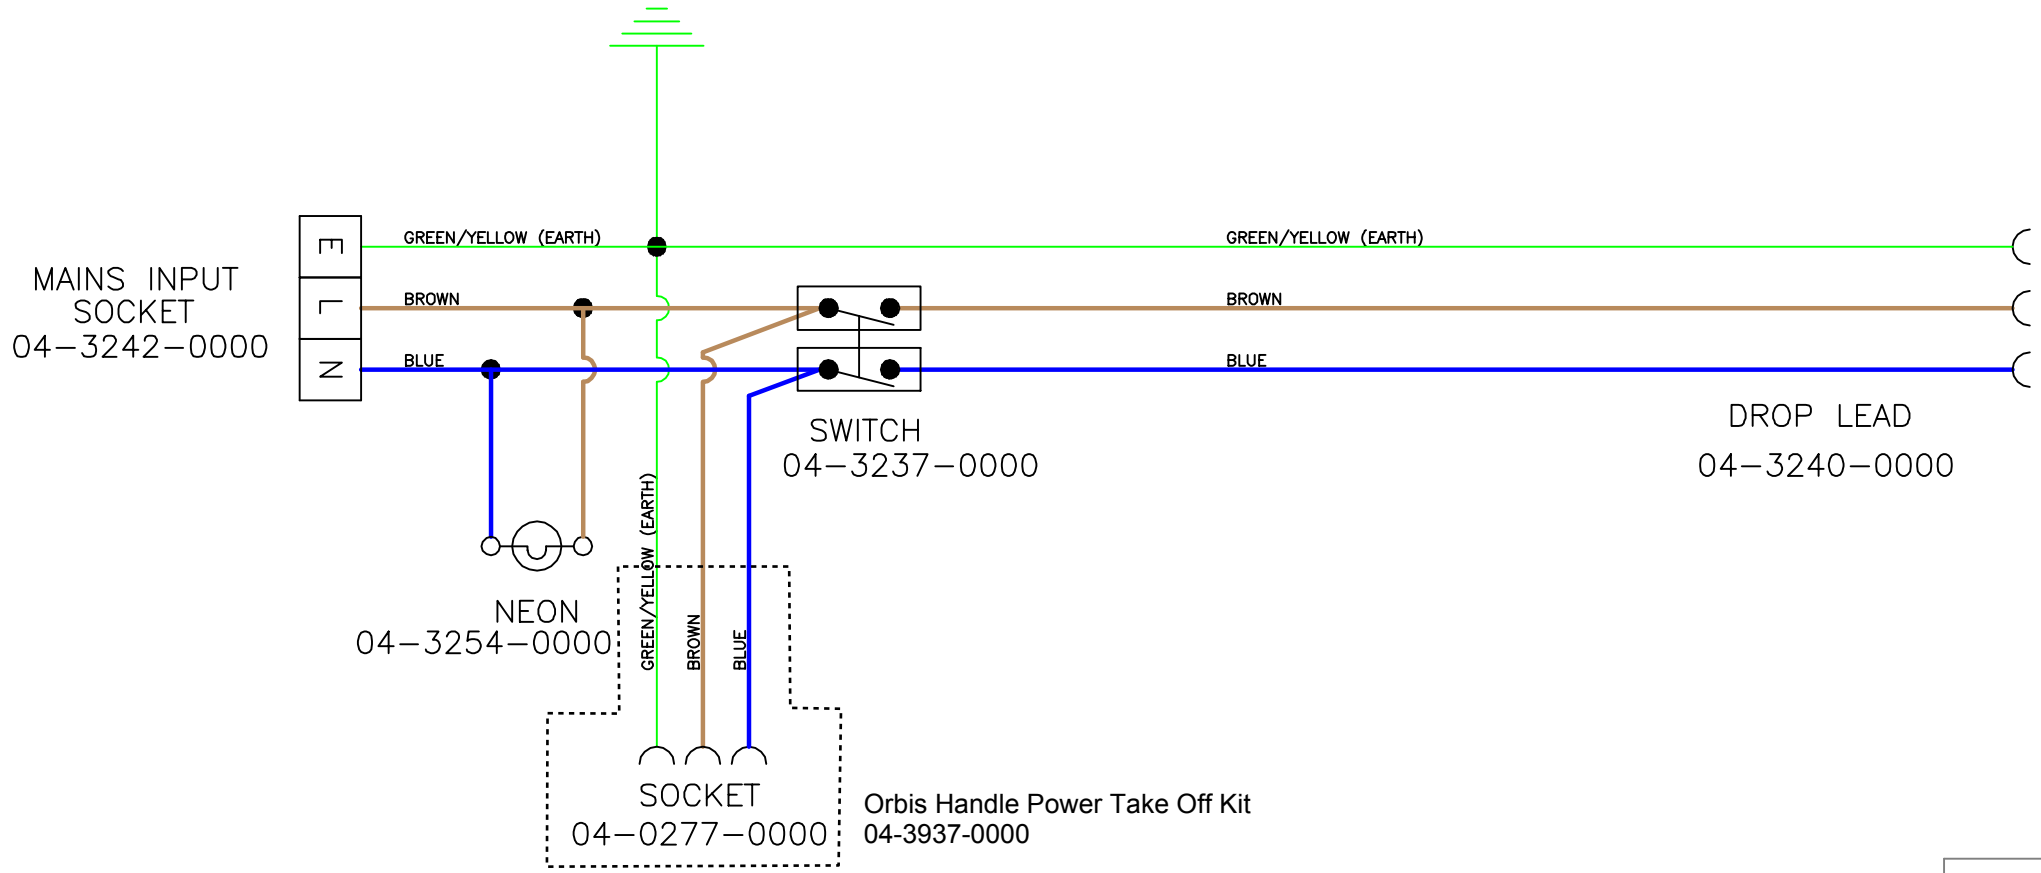 GREEN/YELLOW (EARTH)
GREEN/YELLOW (EARTH)
E
MAINS INPUT
SOCKET
04-3242-0000
L
BROWN
BROWN
N
BLUE
BLUE
SWITCH
04-3237-0000
DROP LEAD
04-3240-0000
NEON
04-3254-0000
GREEN/YELLOW (EARTH)
BROWN
BLUE
SOCKET
04-0277-0000
Orbis Handle Power Take Off Kit
04-3937-0000